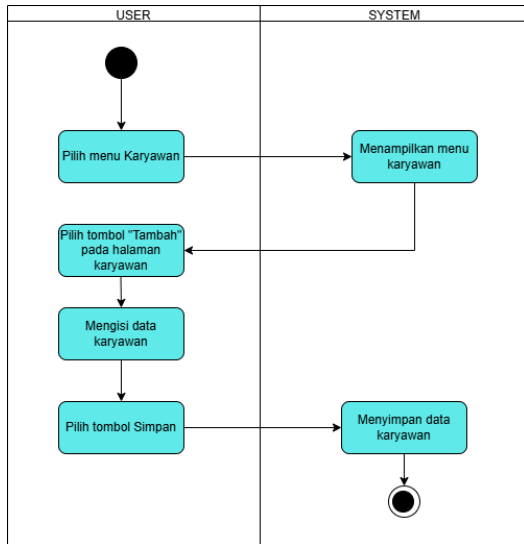 USER
SYSTEM
Pilih menu Karyawan
Menampilkan menu
karyawan
Pilih tombol "Tambah"
pada halaman
karyawan
Mengisi data
karyawan
Pilih tombol Simpan
Menyimpan data
karyawan